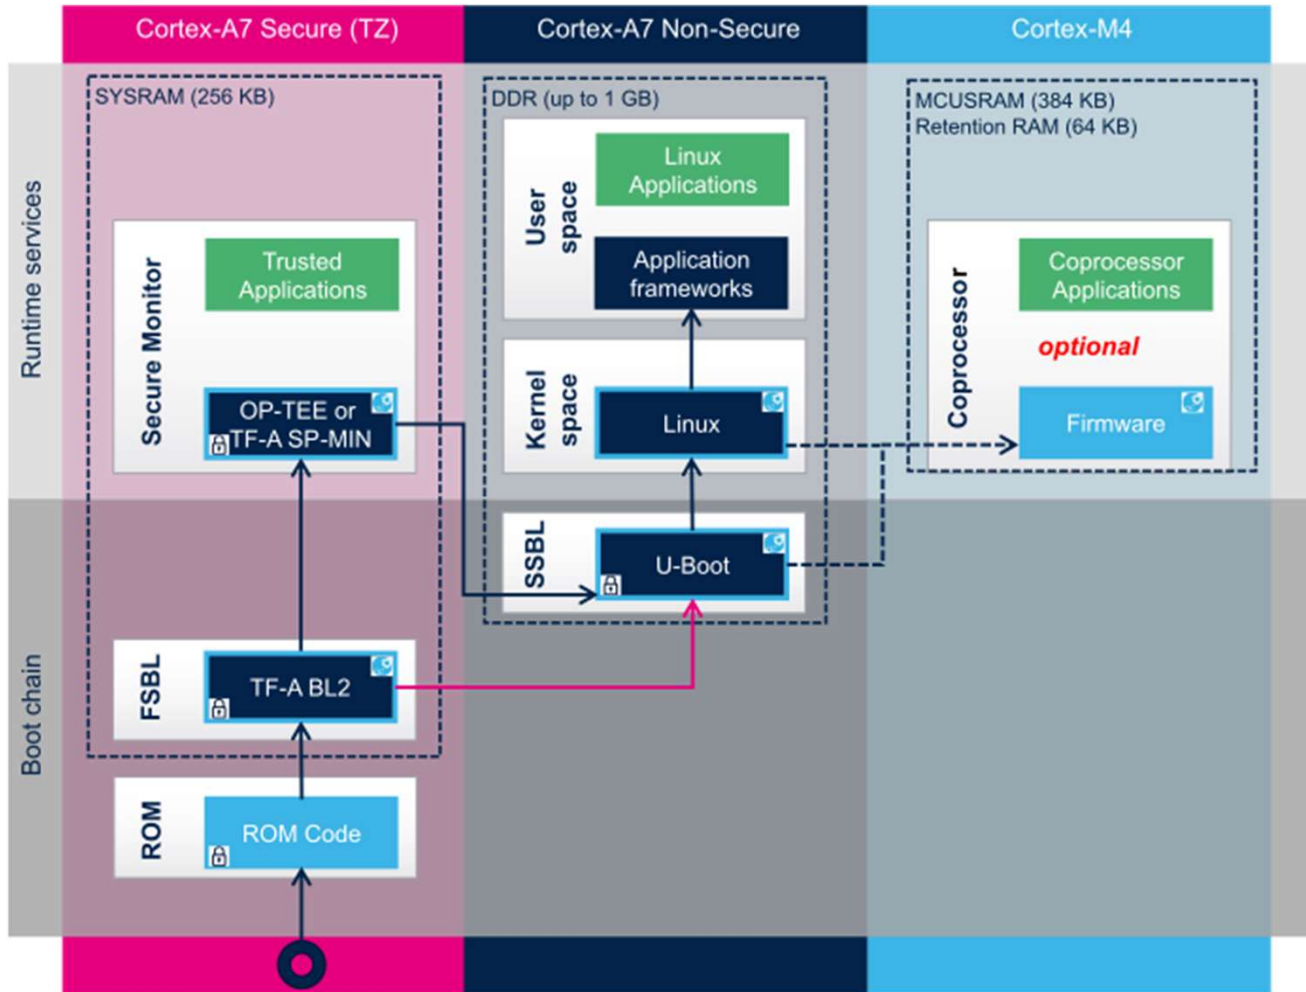 Cortex-A7 Secure (TZ)
Cortex-A7 Non-Secure
Cortex-M4
Runtime services
SYSRAM (256 KB)
Secure Monitor
Trusted
Applications
OP-TEE or
TF-A SP-MIN
DDR (up to 1 GB)
User
space
Linux
Applications
Application
frameworks
Kernel
space
Linux
MCUSRAM (384 KB)
Retention RAM (64 KB)
Coprocessor
Coprocessor
Applications
optional
Firmware
Boot chain
SSBL
U-Boot
FSBL
TF-A BL2
ROM
ROM Code